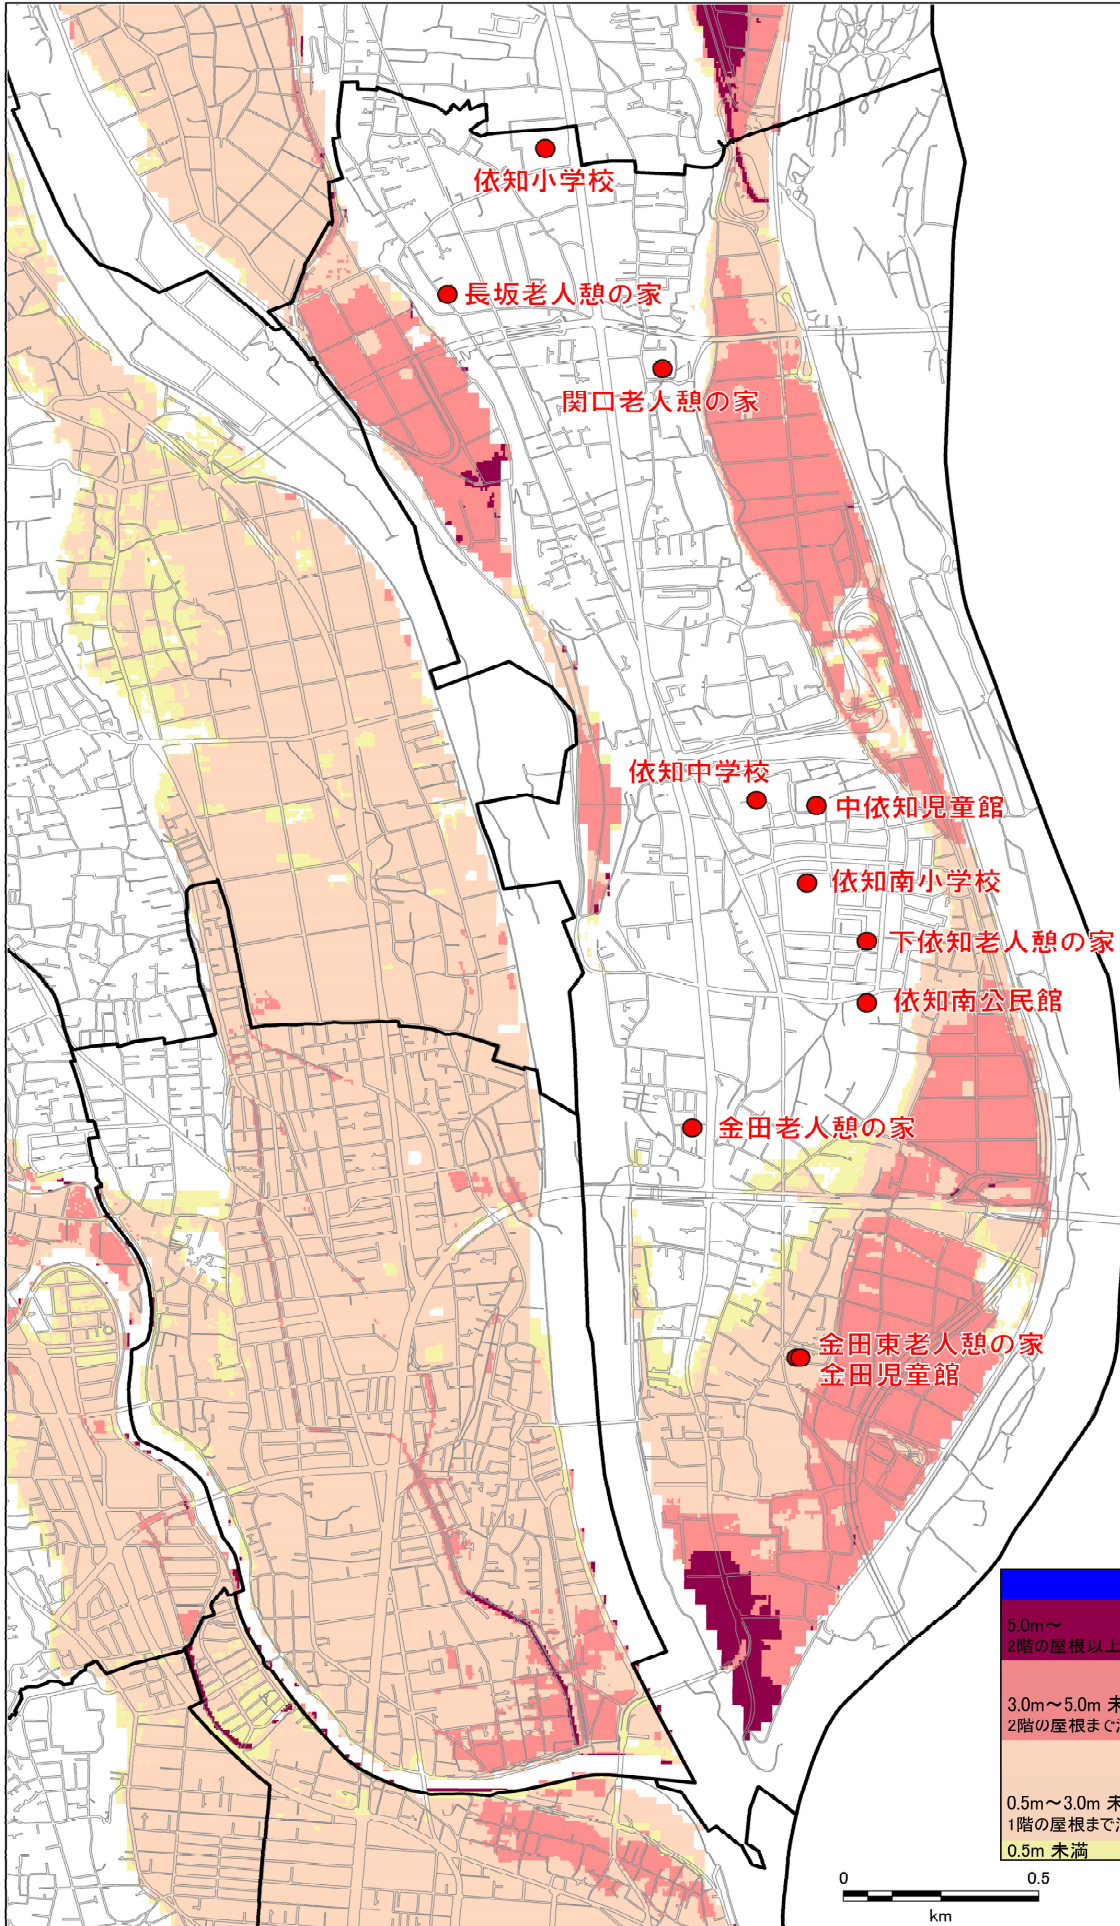 依知小学校
長坂老人憩の家
関口老人憩の家
依知中学校
中依知児童館
依知南小学校
下依知老人憩の家
依知南公民館
金田老人憩の家
金田東老人憩の家
金田児童館
5.0m～
2階の屋根以上
3.0m～5.0m 未
2階の屋根まで
0.5m～3.0m 未
1階の屋根まで
0.5m 未満
0 0.5
km